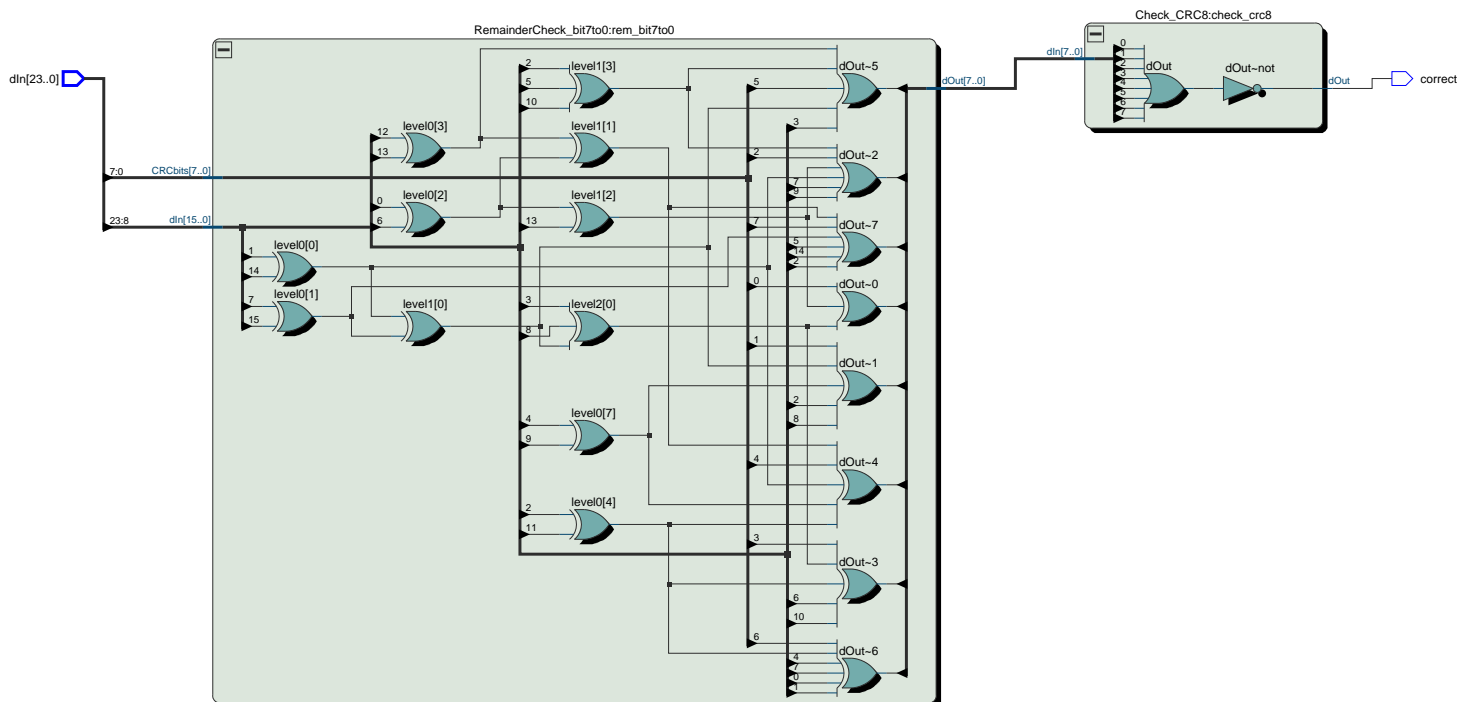 Check_CRC8:check_crc8
RemainderCheck_bit7to0:rem_bit7to0
dIn[23..0]
7:0
CRCbits[7..0]
23:8
dIn[15..0]
1
14
level0[0]
7
15
level0[1]
12
13
level0[3]
0
6
level0[2]
level1[0]
2
5
10
level1[3]
level1[1]
13
level1[2]
3
8
level2[0]
4
9
level0[7]
2
11
level0[4]
5
3
dOut~5
2
7
9
dOut~2
7
5
14
2
dOut~7
0
dOut~0
1
2
8
dOut~1
4
dOut~4
3
6
10
dOut~3
6
4
7
0
1
dOut~6
dOut[7..0]
dIn[7..0]
0
1
2
3
4
5
6
7
dOut
dOut~not
dOut
correct